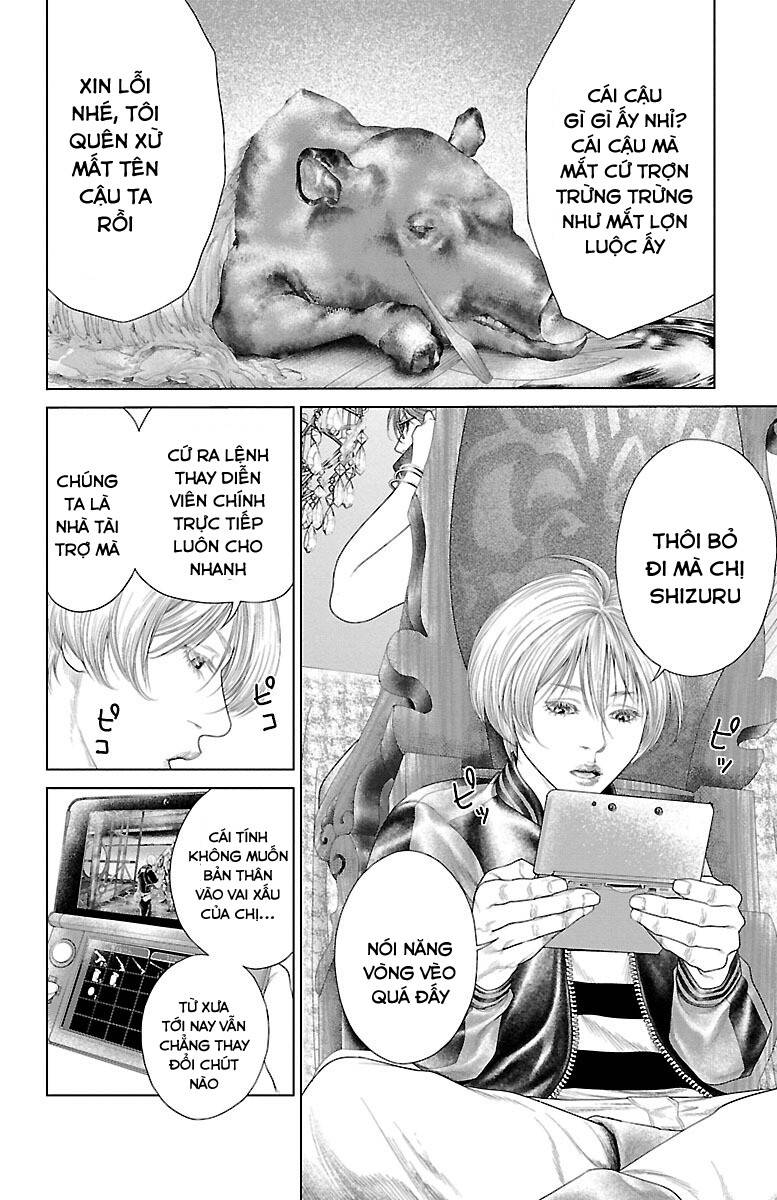 CÁI CẬU
GÌ GÌ ẤY NHỈ?
CÁI CẬU MÀ
MẮT CỨ TRỢN
TRỪNG TRỪNG
NHƯ MẮT LỢN
LUỘC ẤY
XIN LỖI
NHÉ, TÔI
QUÊN XỪ
MẤT TÊN
CẬU TA
RỒI
THÔI BỎ
ĐI MÀ CHỊ
SHIZURU
ピッ
ピッ
NÓI NĂNG
VÒNG VÈO
QUÁ ĐẤY
CỨ RA LỆNH
THAY DIỄN
VIÊN CHÍNH
TRỰC TIẾP
LUÔN CHO
NHANH
CHÚNG
TA LÀ
NHÀ TÀI
TRỢ MÀ
ピコ
ピコ
CÁI TÍNH
KHÔNG MUỐN
BẢN THÂN
VÀO VAI XẤU
CỦA CHỊ...
TỪ XƯA
TỚI NAY VẪN
CHẲNG THAY
ĐỔI CHÚT
NÀO